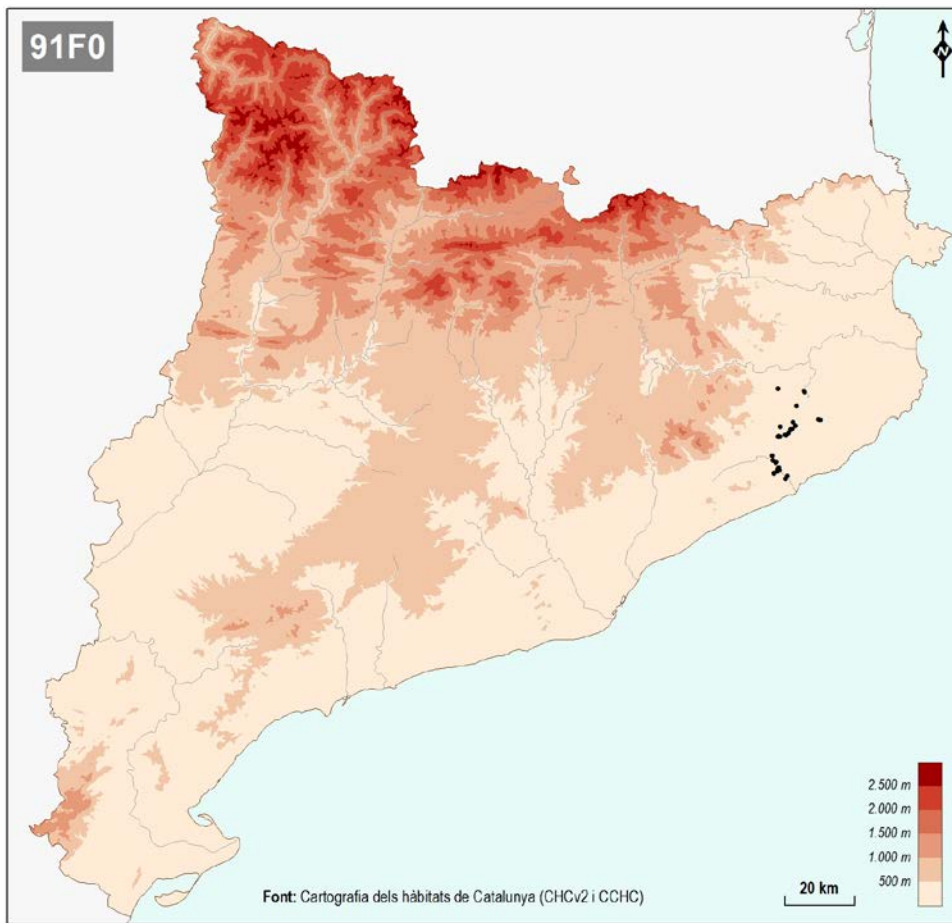 91F0
N
2.500 m
2.000 m
1.500 m
1.000 m
500 m
Font: Cartografia dels hàbitats de Catalunya (CHCv2 i CCHC)
20 km